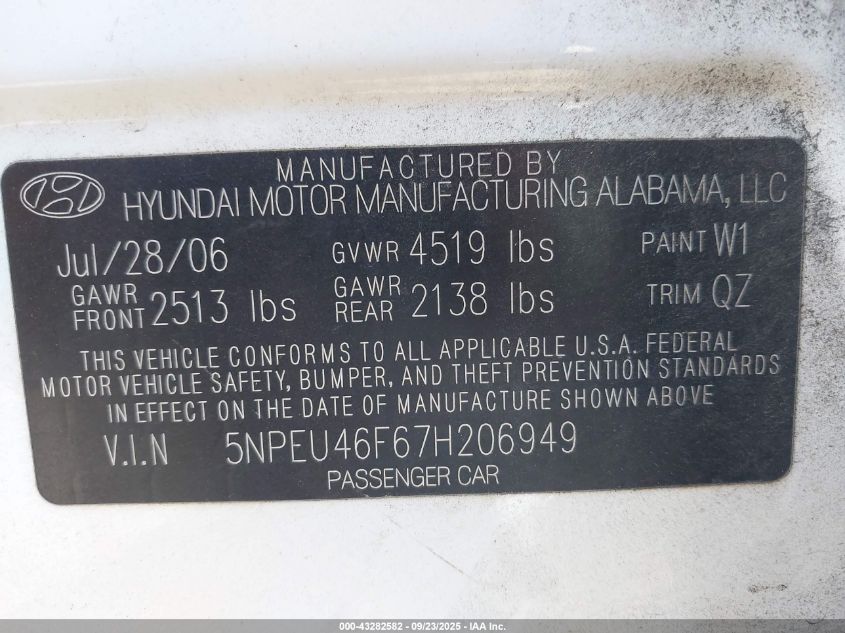 MANUFACTURED BY
HYUNDAI MOTOR MANUFACTURING ALABAMA, LLC
Jul/28/06 GVWR 4519 lbs PAINT W1
GAWR FRONT 2513 lbs GAWR REAR 2138 lbs TRIM QZ
THIS VEHICLE CONFORMS TO ALL APPLICABLE U.S.A. FEDERAL
MOTOR VEHICLE SAFETY, BUMPER, AND THEFT PREVENTION STANDARDS
IN EFFECT ON THE DATE OF MANUFACTURE SHOWN ABOVE
V.I.N 5NPEU46F67H206949
PASSENGER CAR
000-43282582 - 09/23/2025 - IAA Inc.